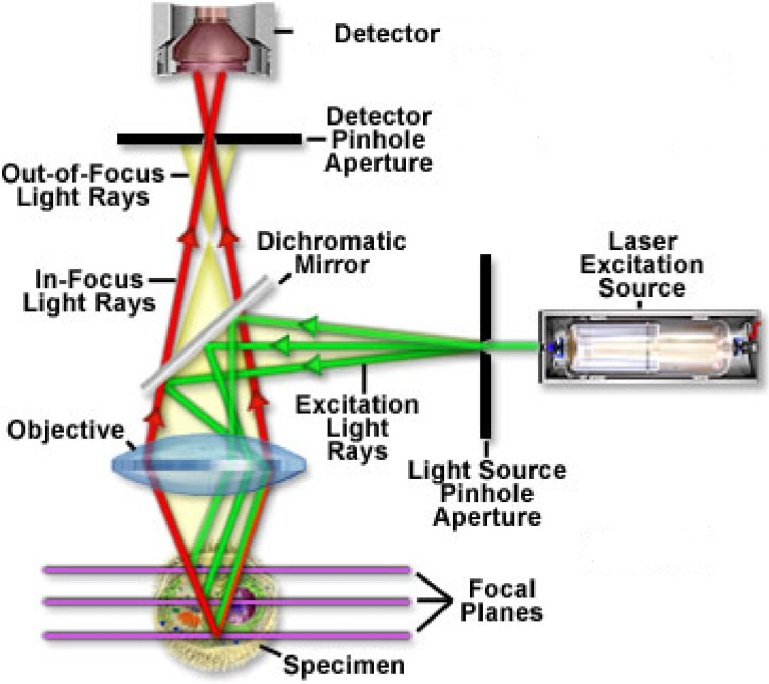 Detector
Detector
Pinhole
Aperture
Out-of-Focus
Light Rays
Dichromatic
Mirror
Laser
Excitation
Source
In-Focus
Light Rays
Excitation
Light
Rays
Objective
Light Source
Pinhole
Aperture
Focal
Planes
Specimen